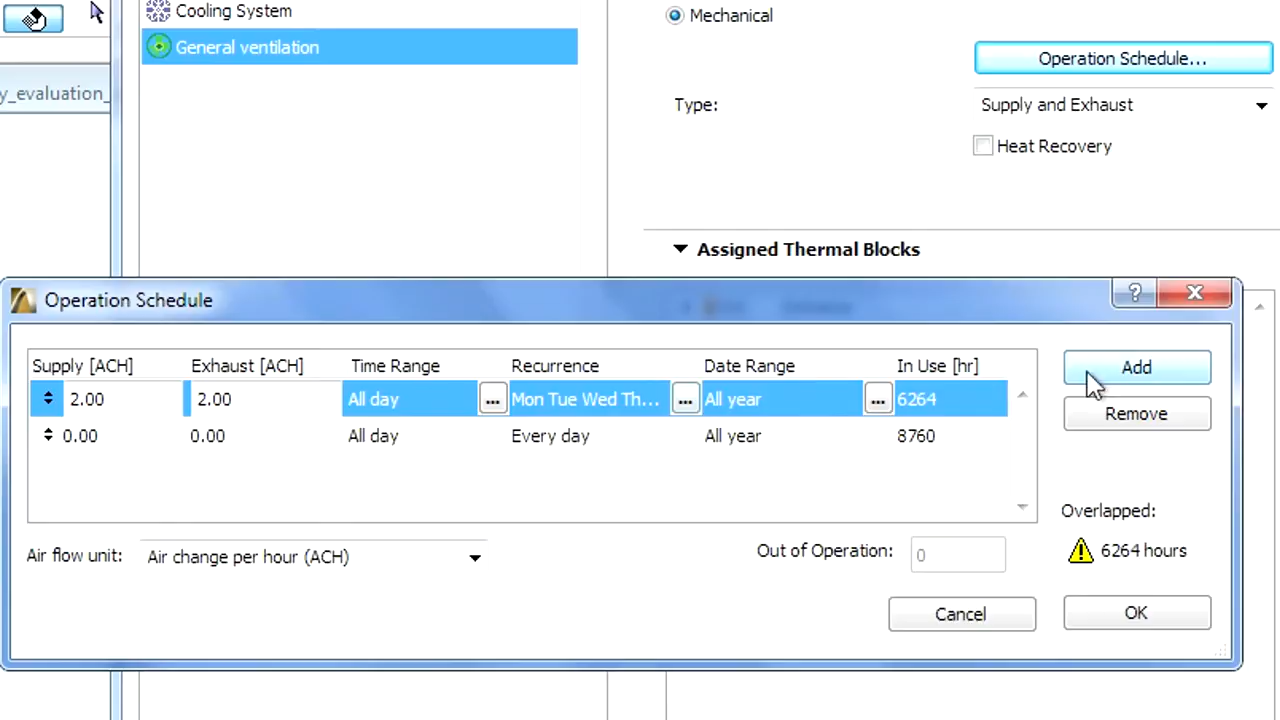 Cooling System
Mechanical
General ventilation
Operation Schedule...
y_evaluation_
Type:
Supply and Exhaust
Heat Recovery
Assigned Thermal Blocks
Operation Schedule
?
Supply [ACH] Exhaust [ACH] Time Range Recurrence Date Range In Use [hr]
2.00 2.00 All day ... Mon Tue Wed Th... ... All year ... 6264
0.00 0.00 All day Every day All year 8760
Add
Remove
Overlapped:
6264 hours
Air flow unit: Air change per hour (ACH)
Out of Operation: 0
Cancel
OK